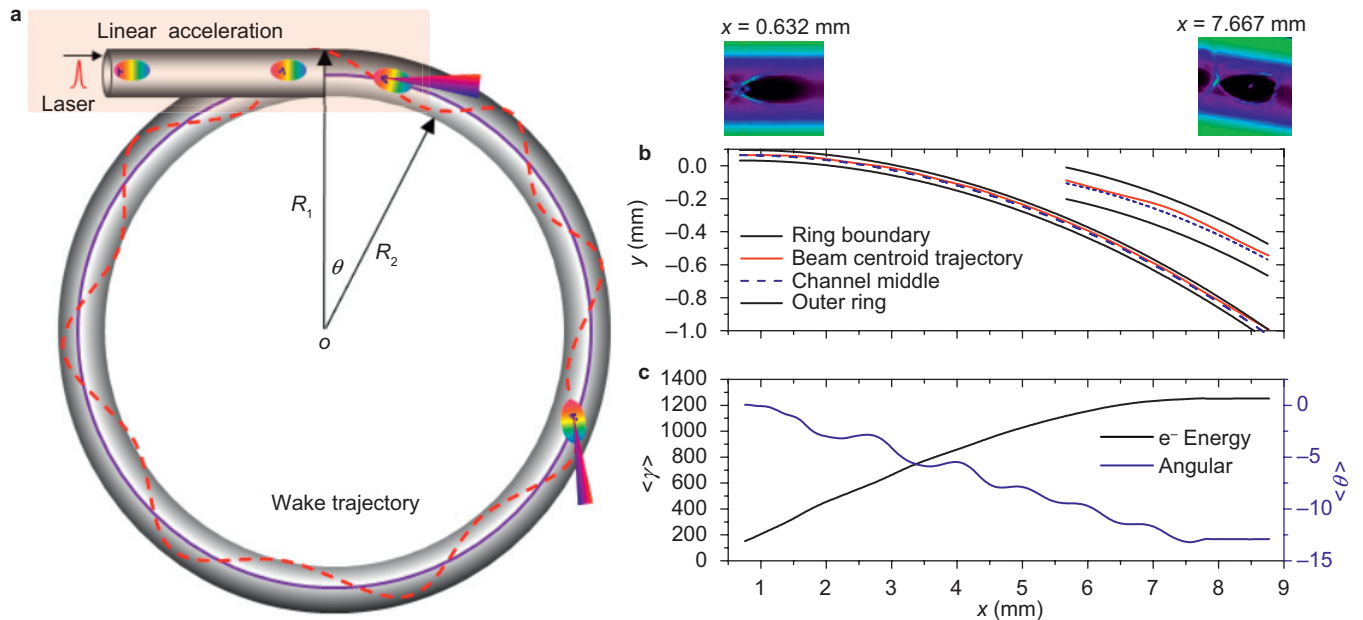 a
Linear acceleration
Laser
R1
θ
R2
o
Wake trajectory
x = 0.632 mm
x = 7.667 mm
b
0.0
–0.2
–0.4
–0.6
–0.8
–1.0
y (mm)
Ring boundary
Beam centroid trajectory
Channel middle
Outer ring
1 2 3 4 5 6 7 8 9
c
1400
1200
1000
800
600
400
200
0
<γ>
e– Energy
Angular
0
–5
–10
–15
<θ>
x (mm)